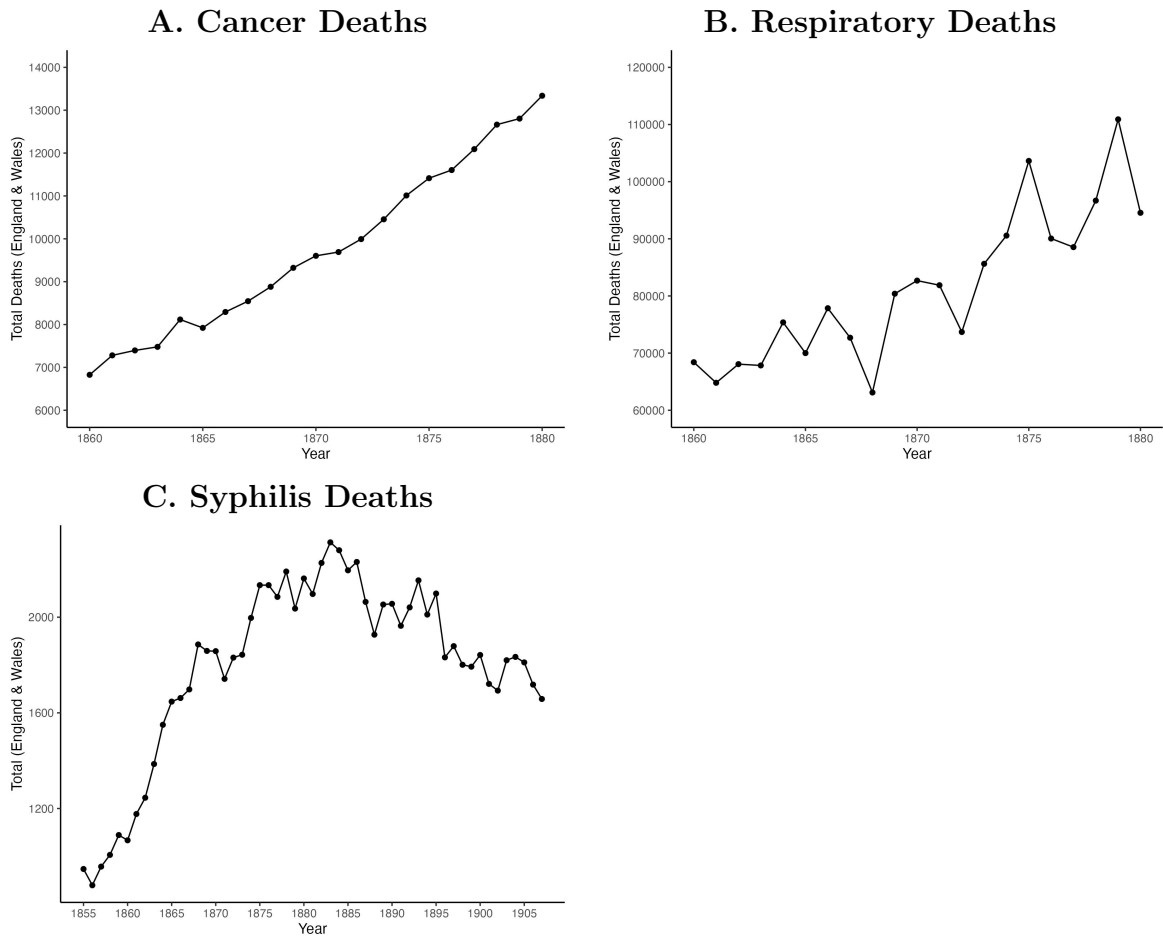 A. Cancer Deaths
Total Deaths (England & Wales)
14000
13000
12000
11000
10000
9000
8000
7000
6000
1860 1865 1870 1875 1880
Year
B. Respiratory Deaths
Total Deaths (England & Wales)
120000
110000
100000
90000
80000
70000
60000
1860 1865 1870 1875 1880
Year
C. Syphilis Deaths
Total (England & Wales)
2000
1600
1200
1855 1860 1865 1870 1875 1880 1885 1890 1895 1900 1905
Year